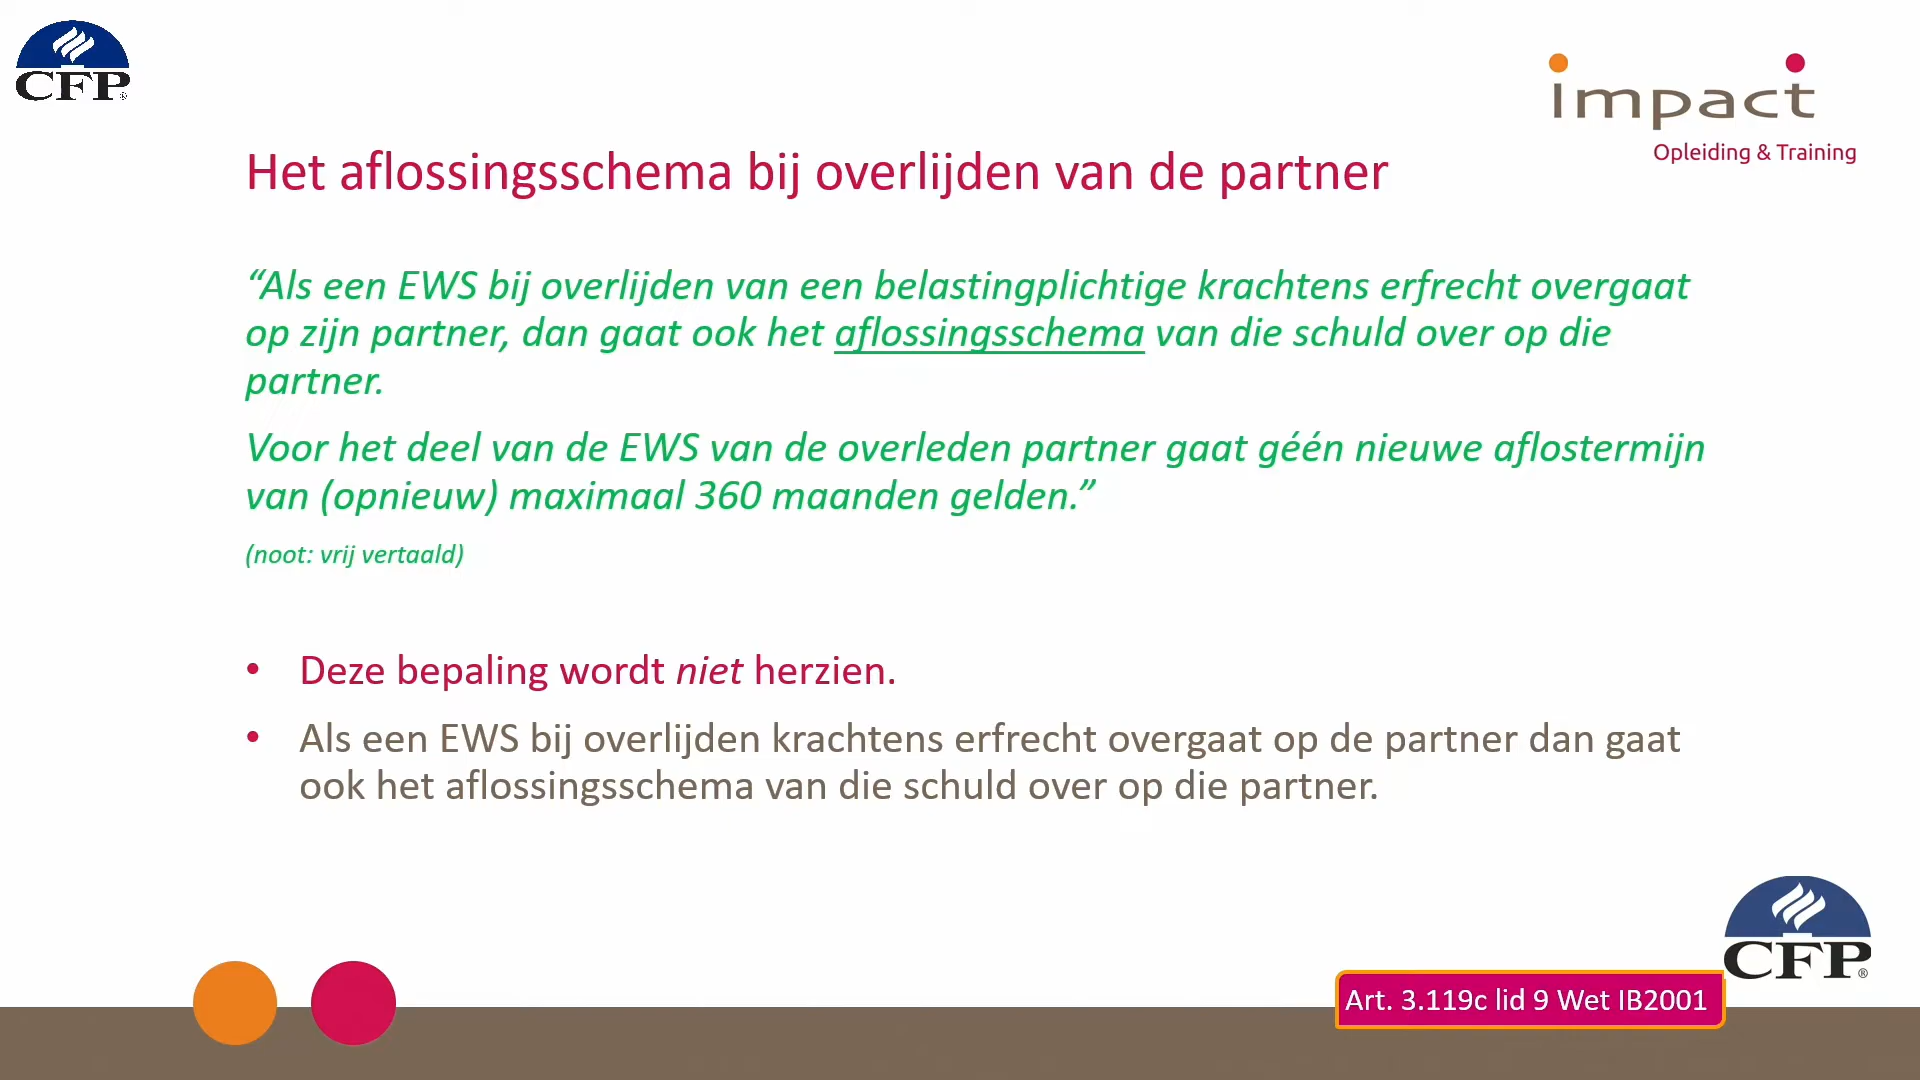 CFP®
impact
Opleiding & Training
Het aflossingsschema bij overlijden van de partner
“Als een EWS bij overlijden van een belastingplichtige krachtens erfrecht overgaat
op zijn partner, dan gaat ook het aflossingsschema van die schuld over op die
partner.
Voor het deel van de EWS van de overleden partner gaat géén nieuwe aflostermijn
van (opnieuw) maximaal 360 maanden gelden.”
(noot: vrij vertaald)
• Deze bepaling wordt niet herzien.
• Als een EWS bij overlijden krachtens erfrecht overgaat op de partner dan gaat
ook het aflossingsschema van die schuld over op die partner.
CFP®
Art. 3.119c lid 9 Wet IB2001